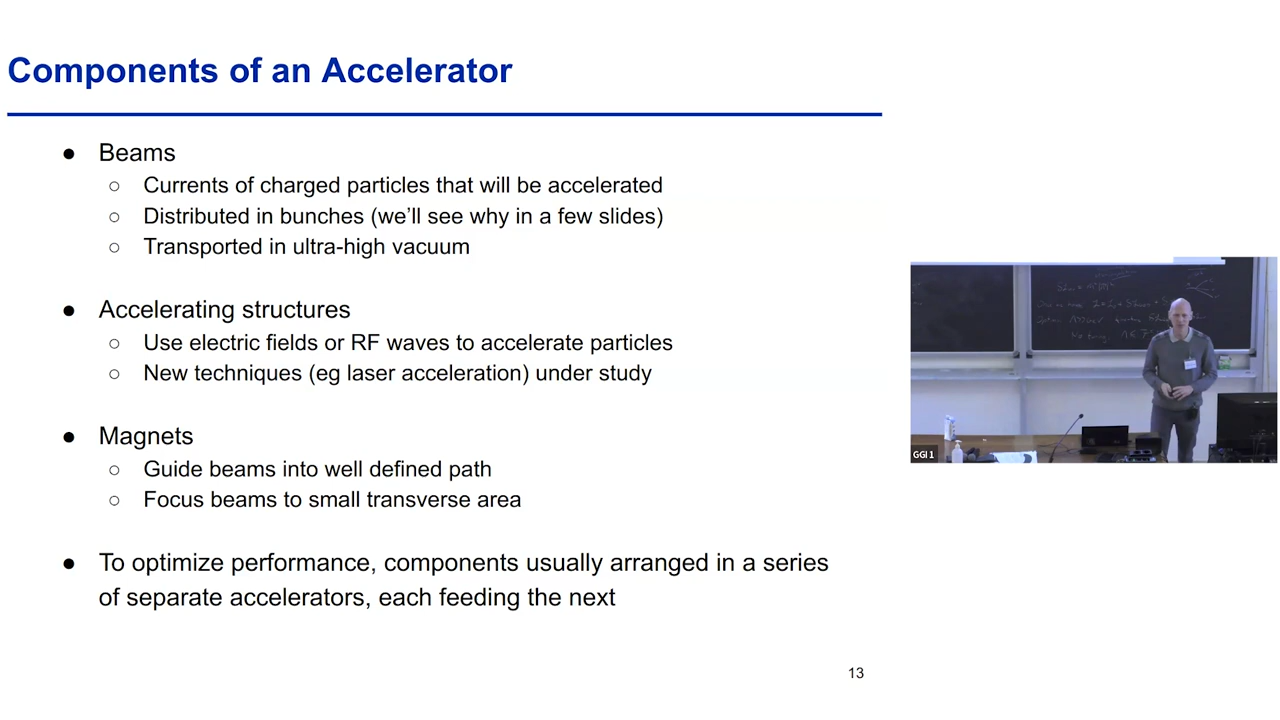 Components of an Accelerator
● Beams
○ Currents of charged particles that will be accelerated
○ Distributed in bunches (we'll see why in a few slides)
○ Transported in ultra-high vacuum
● Accelerating structures
○ Use electric fields or RF waves to accelerate particles
○ New techniques (eg laser acceleration) under study
● Magnets
○ Guide beams into well defined path
○ Focus beams to small transverse area
● To optimize performance, components usually arranged in a series
of separate accelerators, each feeding the next
13
GGI 1